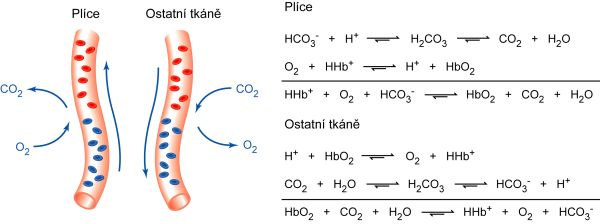 Plíce
Ostatní tkáně
CO₂
O₂
CO₂
O₂
Plíce
HCO₃⁻ + H⁺ ⇌ H₂CO₃ ⇌ CO₂ + H₂O
O₂ + HHb⁺ ⇌ H⁺ + HbO₂
HHb⁺ + O₂ + HCO₃⁻ ⇌ HbO₂ + CO₂ + H₂O
Ostatní tkáně
H⁺ + HbO₂ ⇌ O₂ + HHb⁺
CO₂ + H₂O ⇌ H₂CO₃ ⇌ HCO₃⁻ + H⁺
HbO₂ + CO₂ + H₂O ⇌ HHb⁺ + O₂ + HCO₃⁻